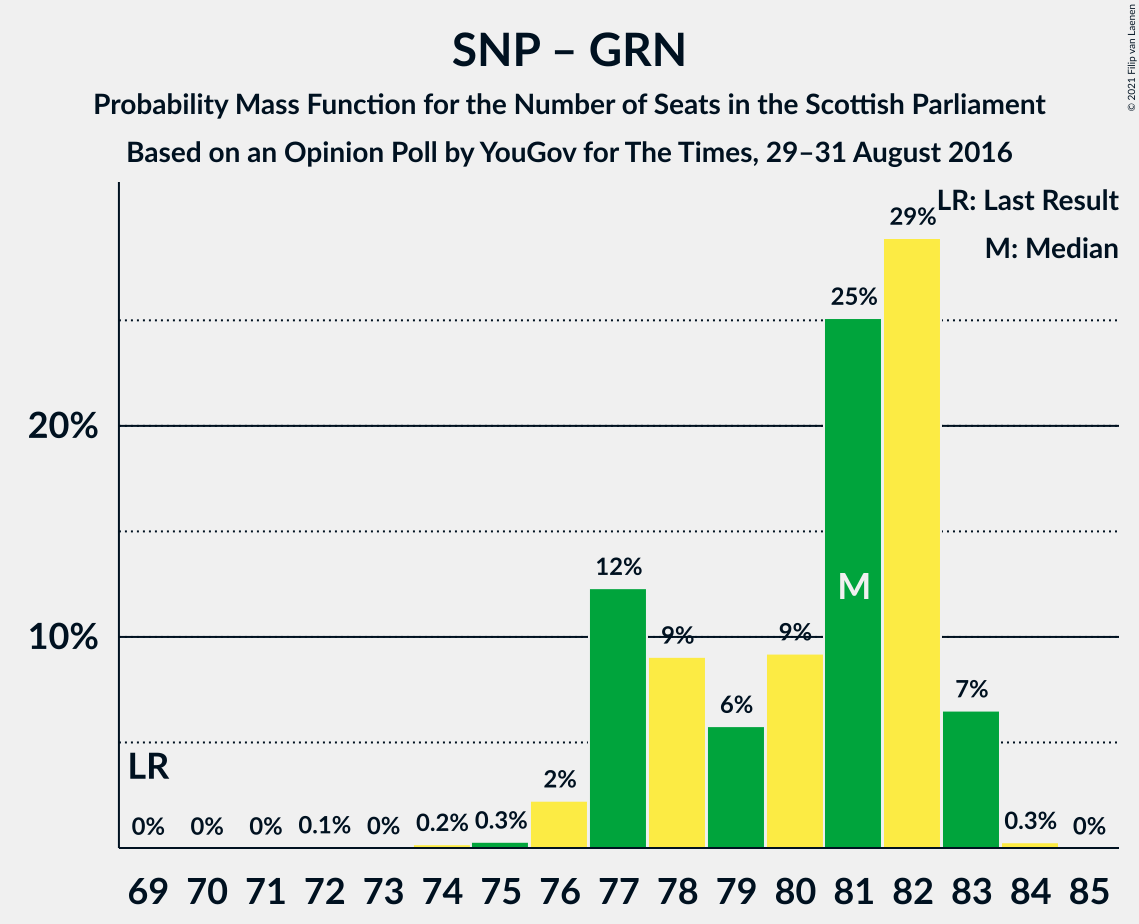 SNP – GRN
Probability Mass Function for the Number of Seats in the Scottish Parliament
Based on an Opinion Poll by YouGov for The Times, 29–31 August 2016
© 2021 Filip van Laenen
LR: Last Result
M: Median
29%
25%
20%
12%
M
10%
9%
9%
7%
6%
LR
2%
0% 0% 0% 0.1% 0% 0.2% 0.3% 0.3% 0%
69 70 71 72 73 74 75 76 77 78 79 80 81 82 83 84 85